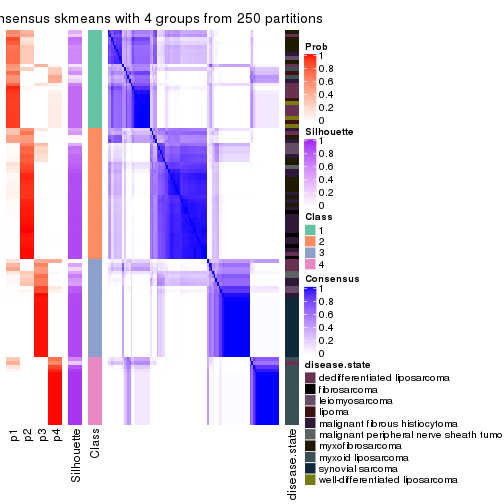 nsensus skmeans with 4 groups from 250 partitions
Prob
1
0.8
0.6
0.4
0.2
0
Silhouette
1
0.8
0.6
0.4
0.2
0
Class
1
2
3
4
Consensus
1
0.8
0.6
0.4
0.2
0
disease.state
dedifferentiated liposarcoma
fibrosarcoma
leiomyosarcoma
lipoma
malignant fibrous histiocytoma
malignant peripheral nerve sheath tumo
myxofibrosarcoma
myxoid liposarcoma
synovial sarcoma
well-differentiated liposarcoma
p1
p2
p3
p4
Silhouette
Class
disease.state